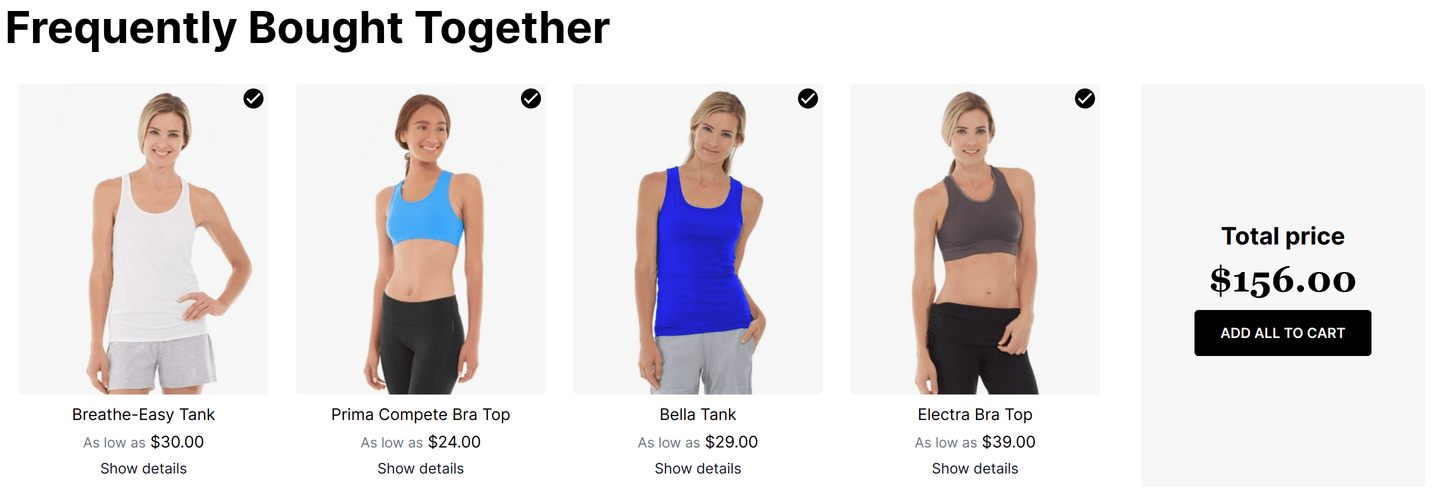 Frequently Bought Together
Breathe-Easy Tank
As low as $30.00
Show details
Prima Compete Bra Top
As low as $24.00
Show details
Bella Tank
As low as $29.00
Show details
Electra Bra Top
As low as $39.00
Show details
Total price
$156.00
ADD ALL TO CART